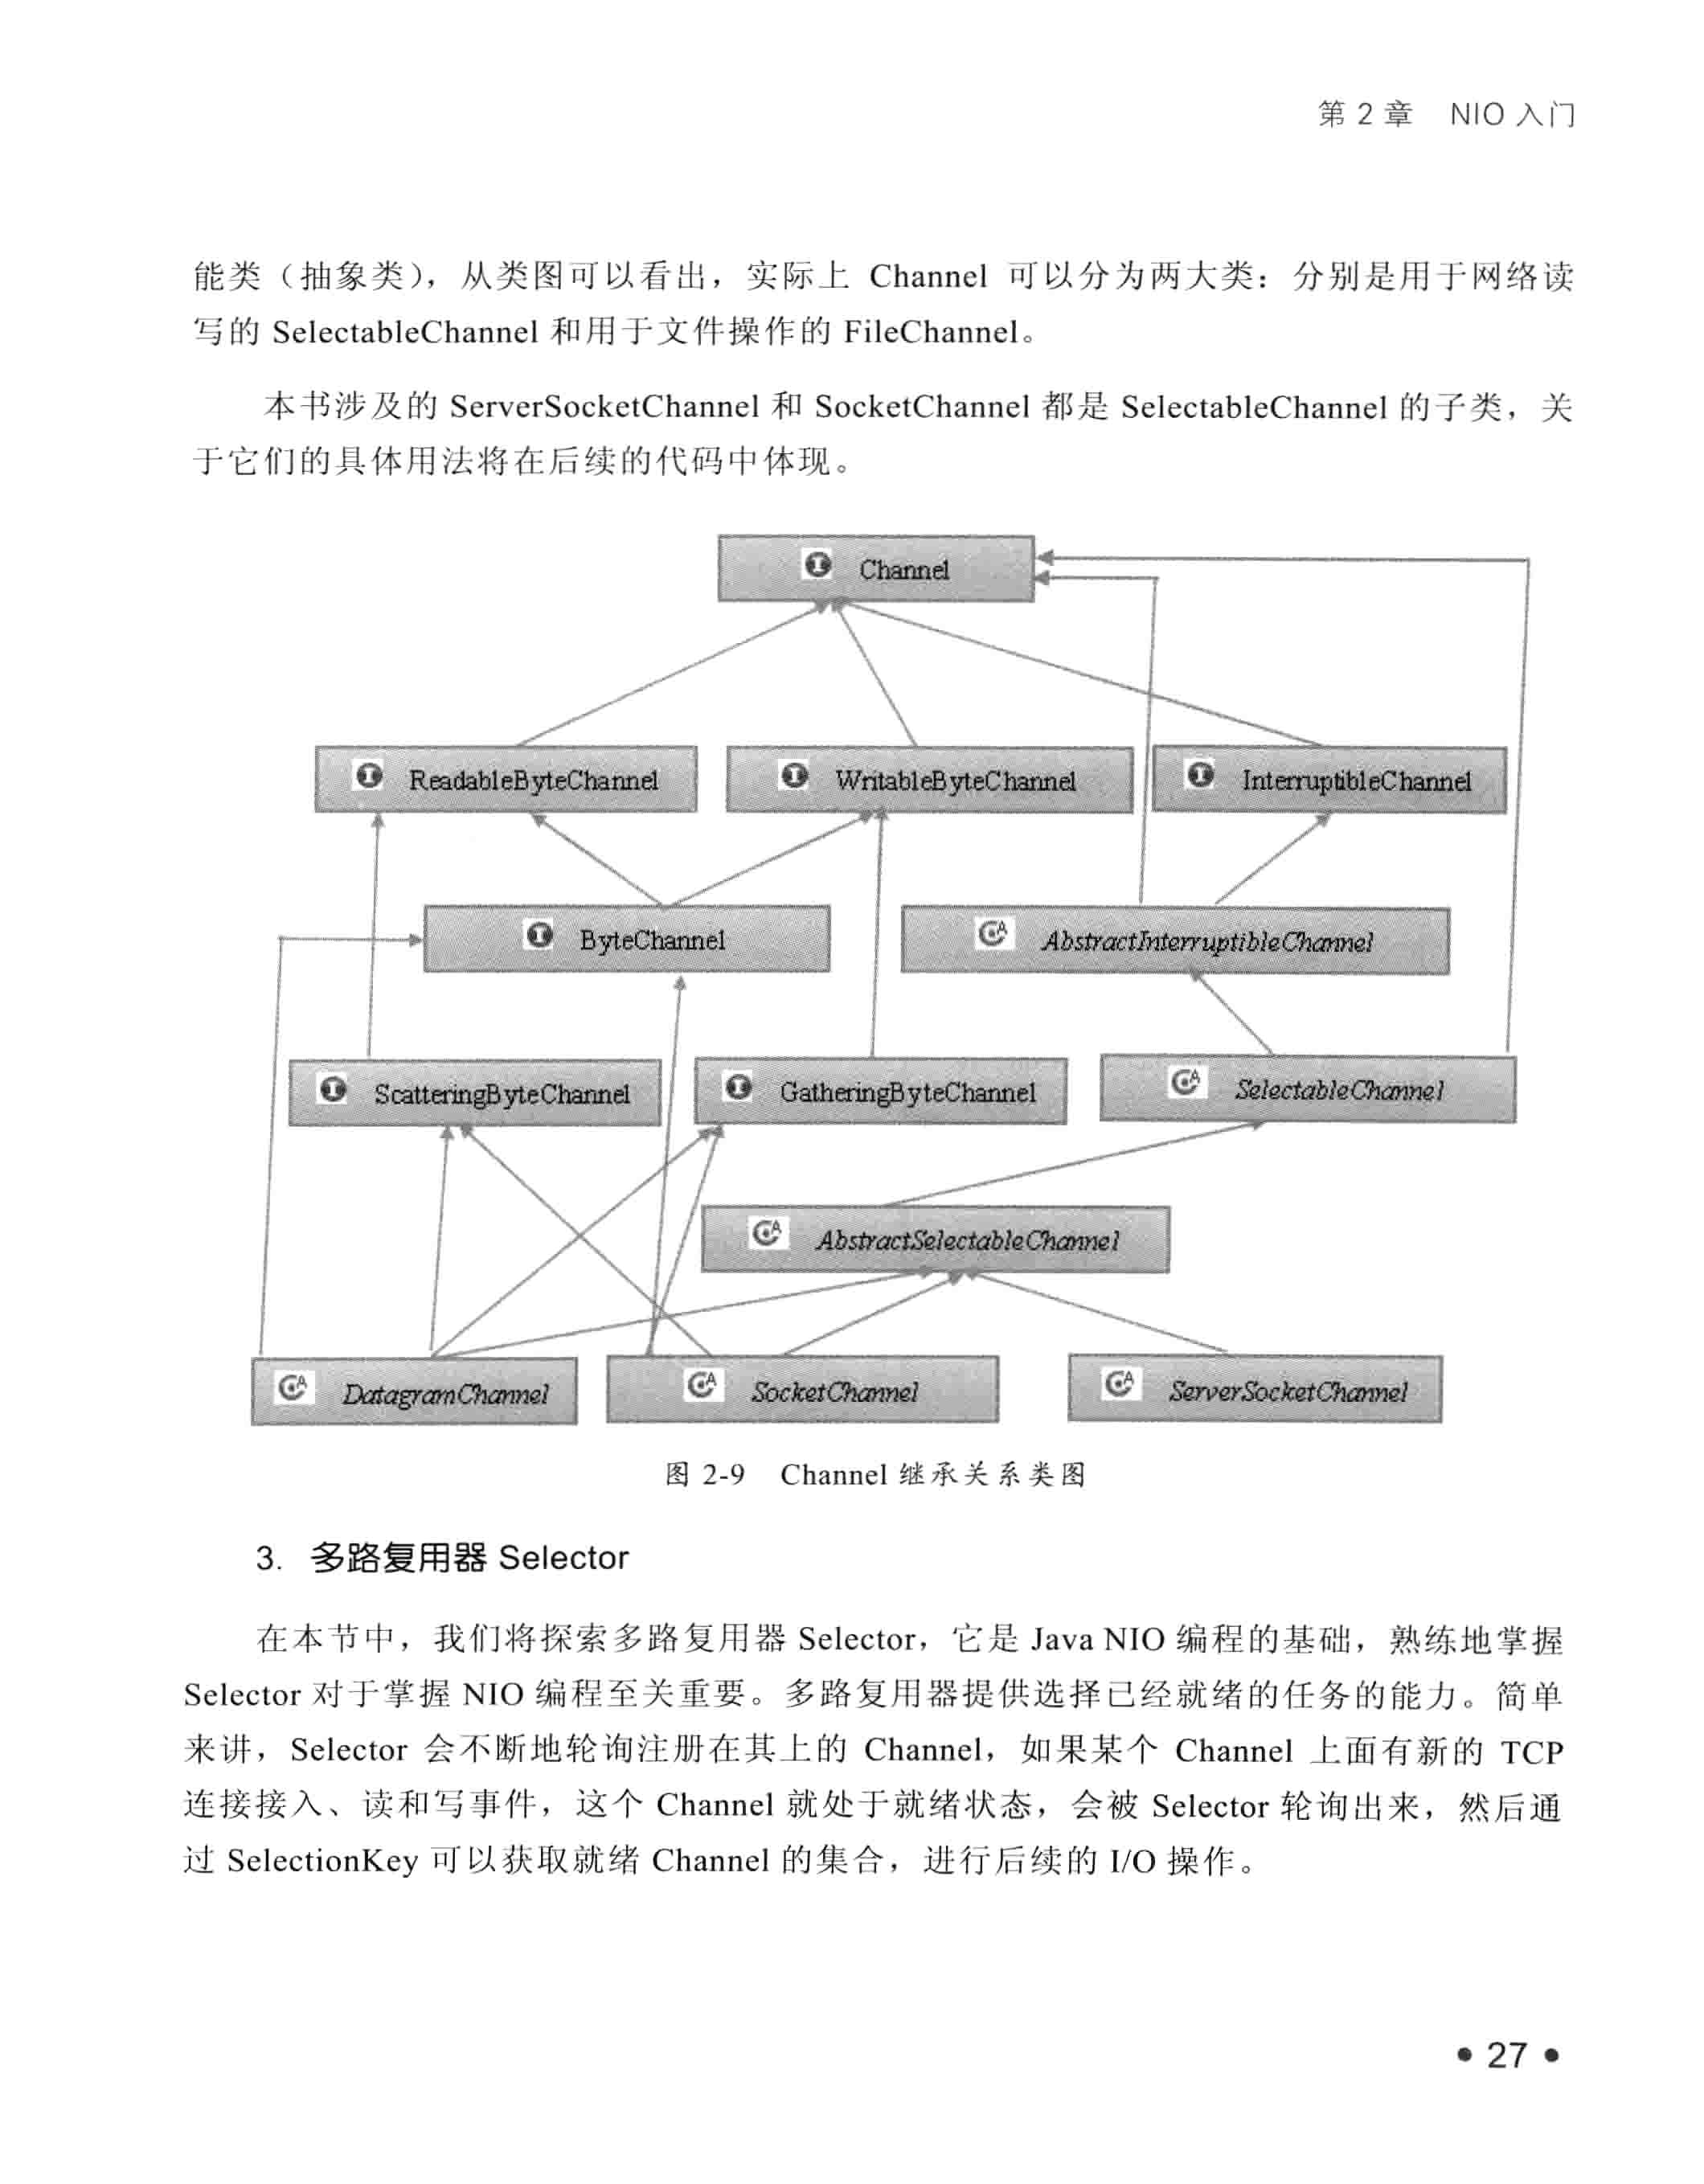 第 2 章 NIO 入门
能类（抽象类），从类图可以看出，实际上 Channel 可以分为两大类：分别是用于网络读
写的 SelectableChannel 和用于文件操作的 FileChannel。
本书涉及的 ServerSocketChannel 和 SocketChannel 都是 SelectableChannel 的子类，关
于它们的具体用法将在后续的代码中体现。
I Channel
I ReadableByteChannel
I WritableByteChannel
I InterruptibleChannel
I ByteChannel
CA AbstractInterruptibleChannel
I ScatteringByteChannel
I GatheringByteChannel
CA SelectableChannel
CA AbstractSelectableChannel
CA DatagramChannel
CA SocketChannel
CA ServerSocketChannel
图 2-9 Channel 继承关系类图
3. 多路复用器 Selector
在本节中，我们将探索多路复用器 Selector，它是 Java NIO 编程的基础，熟练地掌握
Selector 对于掌握 NIO 编程至关重要。多路复用器提供选择已经就绪的任务的能力。简单
来讲，Selector 会不断地轮询注册在其上的 Channel，如果某个 Channel 上面有新的 TCP
连接接入、读和写事件，这个 Channel 就处于就绪状态，会被 Selector 轮询出来，然后通
过 SelectionKey 可以获取就绪 Channel 的集合，进行后续的 I/O 操作。
• 27 •